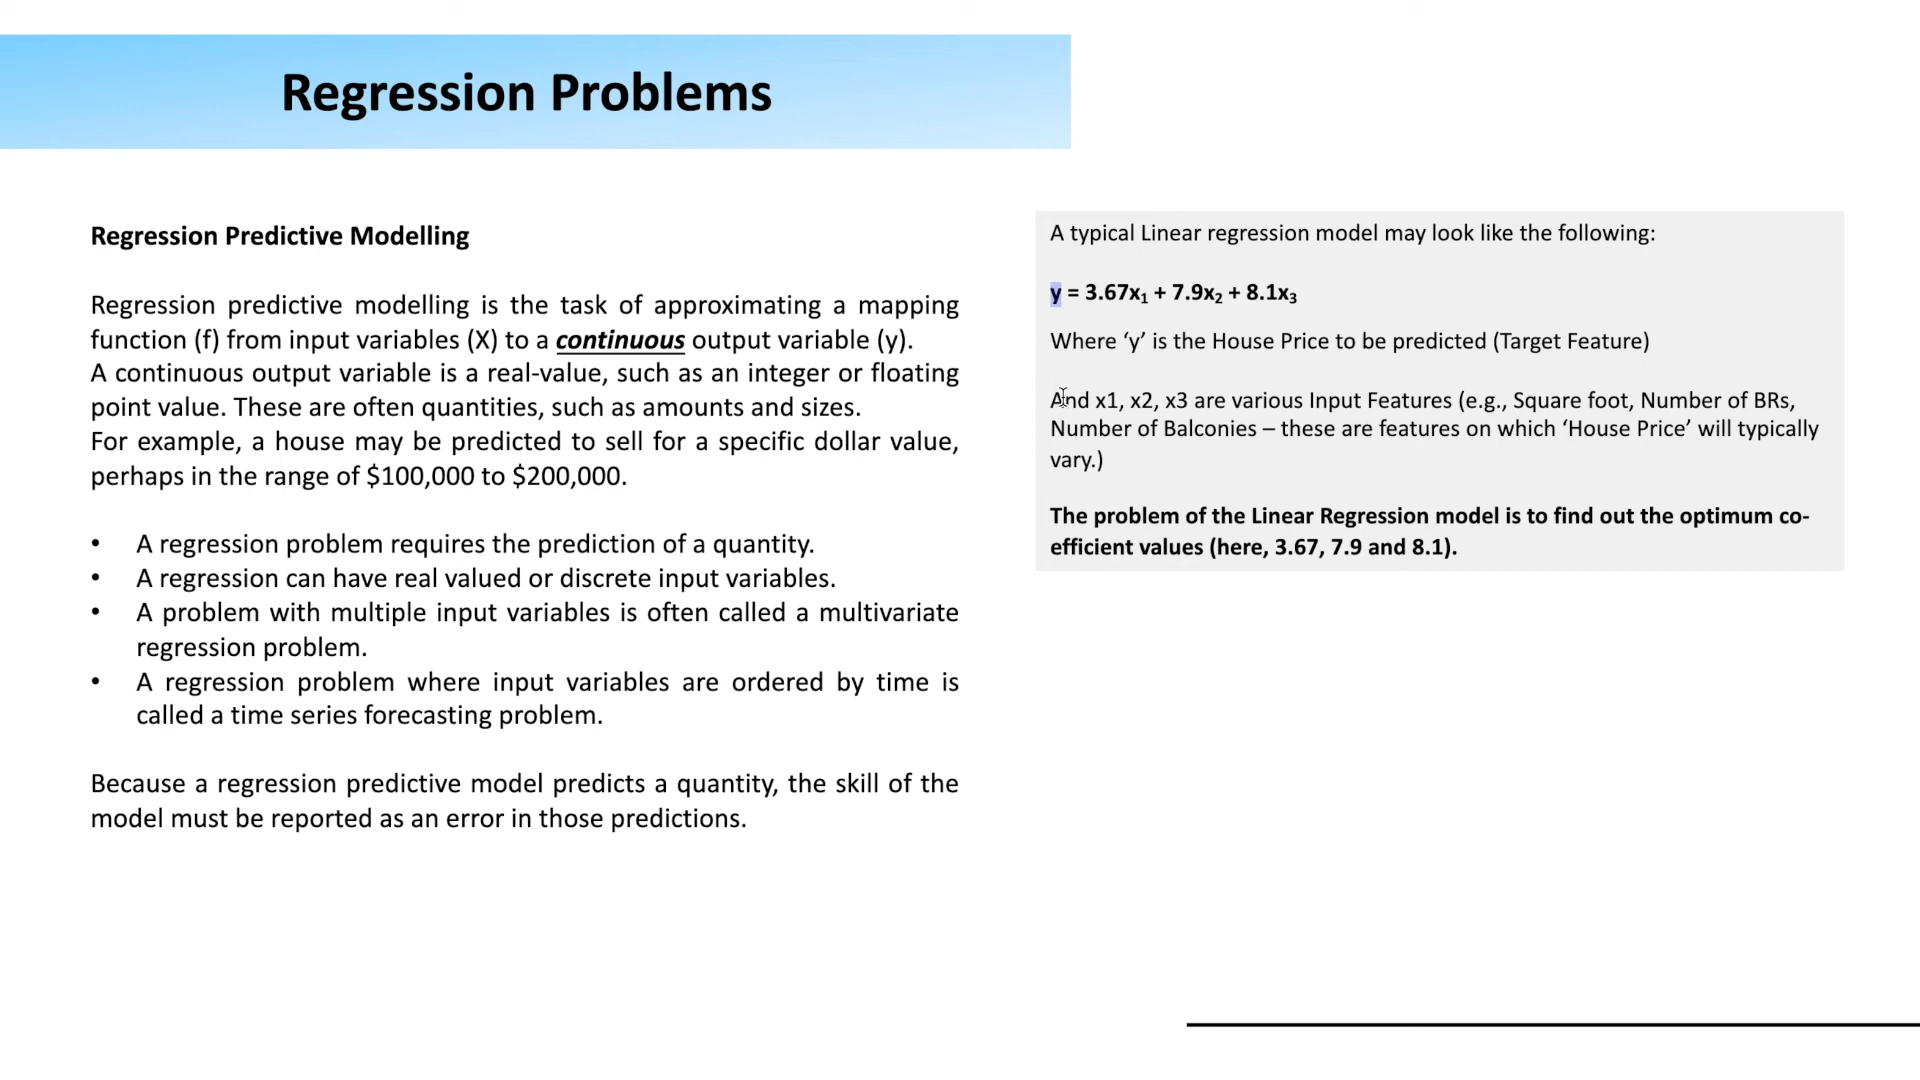 Regression Problems
Regression Predictive Modelling
Regression predictive modelling is the task of approximating a mapping
function (f) from input variables (X) to a continuous output variable (y).
A continuous output variable is a real-value, such as an integer or floating
point value. These are often quantities, such as amounts and sizes.
For example, a house may be predicted to sell for a specific dollar value,
perhaps in the range of $100,000 to $200,000.
• A regression problem requires the prediction of a quantity.
• A regression can have real valued or discrete input variables.
• A problem with multiple input variables is often called a multivariate
regression problem.
• A regression problem where input variables are ordered by time is
called a time series forecasting problem.
Because a regression predictive model predicts a quantity, the skill of the
model must be reported as an error in those predictions.
A typical Linear regression model may look like the following:
y = 3.67x₁ + 7.9x₂ + 8.1x₃
Where ‘y’ is the House Price to be predicted (Target Feature)
And x1, x2, x3 are various Input Features (e.g., Square foot, Number of BRs,
Number of Balconies – these are features on which ‘House Price’ will typically
vary.)
The problem of the Linear Regression model is to find out the optimum co-
efficient values (here, 3.67, 7.9 and 8.1).